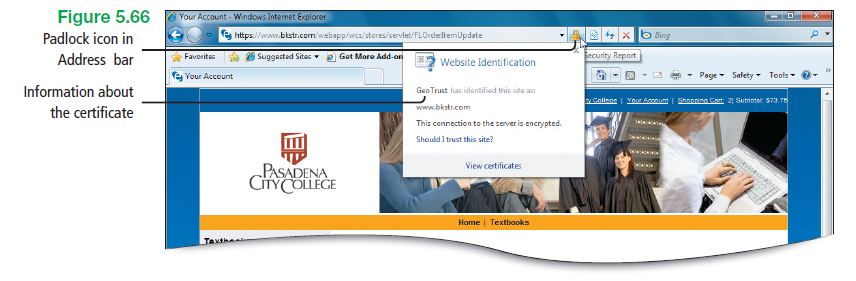 Figure 5.66
Padlock icon in
Address bar
Information about
the certificate
Your Account - Windows Internet Explorer
https://www.bkstr.com/webapp/wcs/stores/servlet/FLOrderItemUpdate
Bing
Favorites
Suggested Sites
Get More Add-on
Security Report
Your Account
Page
Safety
Tools
Website Identification
GeoTrust has identified this site as:
www.bkstr.com
This connection to the server is encrypted.
Should I trust this site?
View certificates
College | Your Account | Shopping Cart: 2| Subtotal: $73.78
PASADENA
CITY COLLEGE
Home | Textbooks